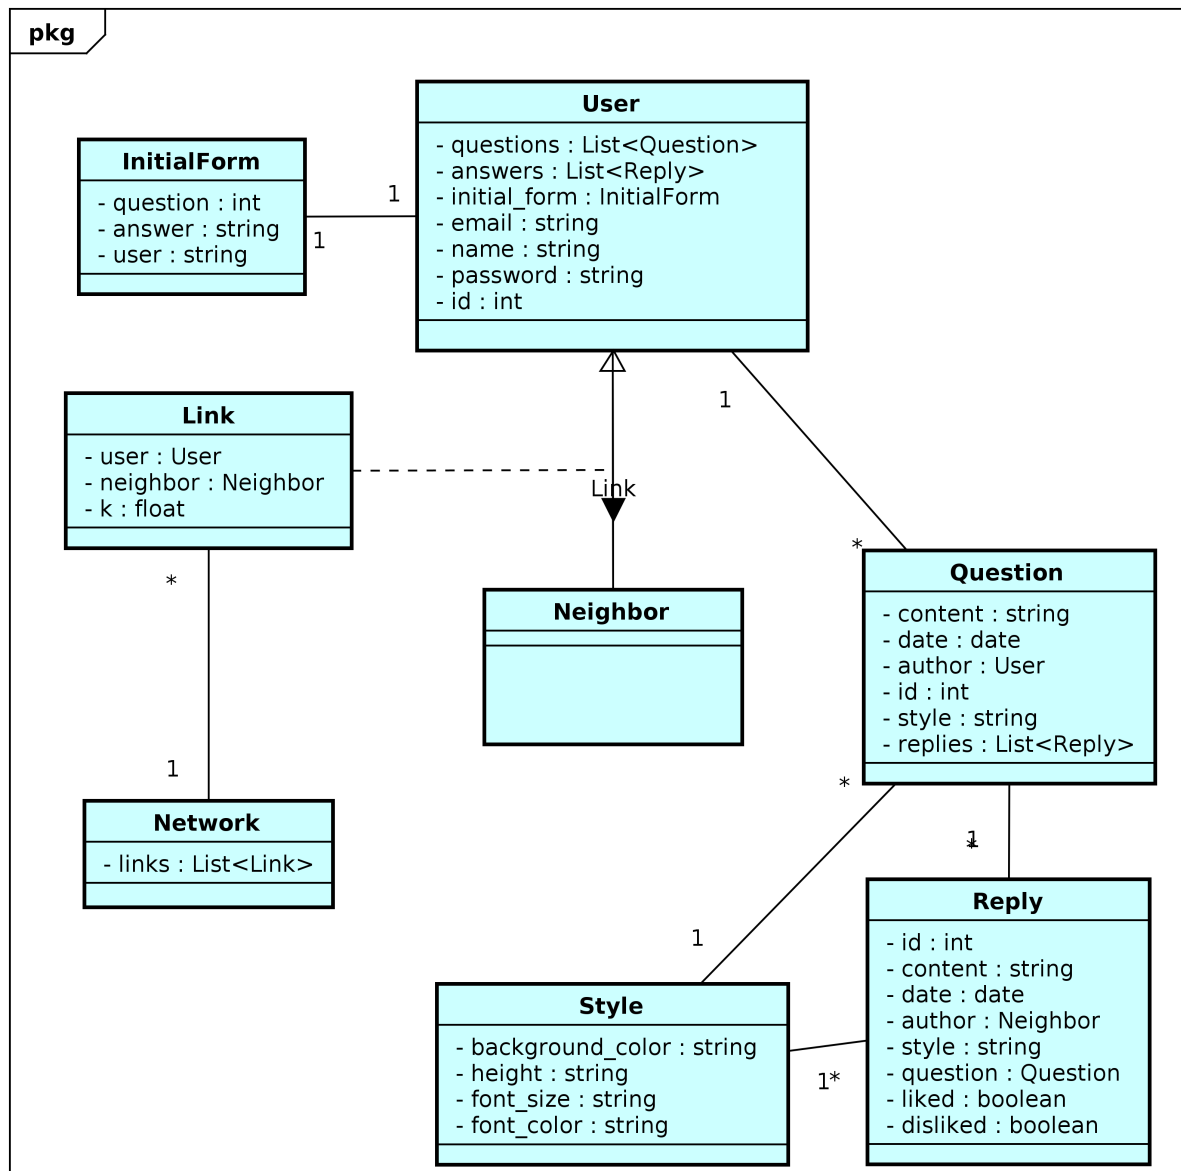 pkg
User
- questions : List<Question>
- answers : List<Reply>
- initial_form : InitialForm
- email : string
- name : string
- password : string
- id : int
InitialForm
- question : int
- answer : string
- user : string
1
1
Link
- user : User
- neighbor : Neighbor
- k : float
1
Link
*
*
Neighbor
Question
- content : string
- date : date
- author : User
- id : int
- style : string
- replies : List<Reply>
1
Network
- links : List<Link>
*
1
*
1
Reply
- id : int
- content : string
- date : date
- author : Neighbor
- style : string
- question : Question
- liked : boolean
- disliked : boolean
Style
- background_color : string
- height : string
- font_size : string
- font_color : string
1
*